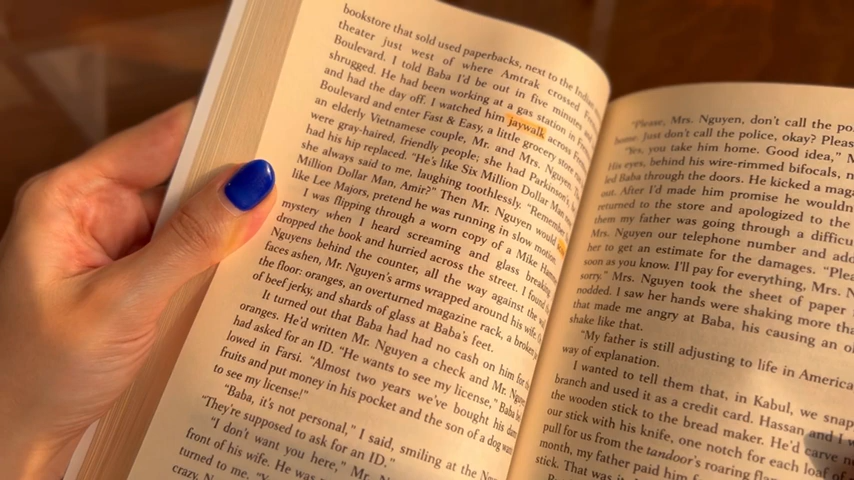 bookstore that sold used paperbacks, next to the Indian
theater just west of where Amtrak crossed
Boulevard. I told Baba I'd be out in five minutes and
shrugged. He had been working at a gas station in
and had the day off. I watched him jaywalk across
Boulevard and enter Fast & Easy, a little grocery store
an elderly Vietnamese couple, Mr. and Mrs. Nguyen.
were gray-haired, friendly people; she had Parkinson's,
had his hip replaced. "He's like Six Million Dollar Man
she always said to me, laughing toothlessly. "Remember
Million Dollar Man, Amir?" Then Mr. Nguyen would
like Lee Majors, pretend he was running in slow motion.
I was flipping through a worn copy of a Mike
mystery when I heard screaming and glass breaking.
dropped the book and hurried across the street. I found
Nguyens behind the counter, all the way against the
faces ashen, Mr. Nguyen's arms wrapped around his wife.
the floor: oranges, an overturned magazine rack, a broken
of beef jerky, and shards of glass at Baba's feet.
It turned out that Baba had had no cash on him for
oranges. He'd written Mr. Nguyen a check and Mr.
had asked for an ID. "He wants to see my license," Baba
lowed in Farsi. "Almost two years we've bought his
fruits and put money in his pocket and the son of a dog
to see my license!"
"Baba, it's not personal," I said, smiling at the
"They're supposed to ask for an ID."
"I don't want you here," Mr.
front of his wife. He was
turned to me.
crazy.
"Please, Mrs. Nguyen, don't call the
home. Just don't call the police, okay?
"Yes, you take him home. Good idea,"
His eyes, behind his wire-rimmed bifocals,
led Baba through the doors. He kicked a
out. After I'd made him promise he wouldn
returned to the store and apologized to the
them my father was going through a
Mrs. Nguyen our telephone number and
her to get an estimate for the damages.
soon as you know. I'll pay for everything, Mrs.
sorry." Mrs. Nguyen took the sheet of paper
nodded. I saw her hands were shaking more
that made me angry at Baba, his causing an
shake like that.
"My father is still adjusting to life in America
way of explanation.
I wanted to tell them that, in Kabul, we
branch and used it as a credit card. Hassan and I
the wooden stick to the bread maker. He'd carve
our stick with his knife, one notch for each loaf
pull for us from the tandoor's roaring
month, my father paid him
stick. That was